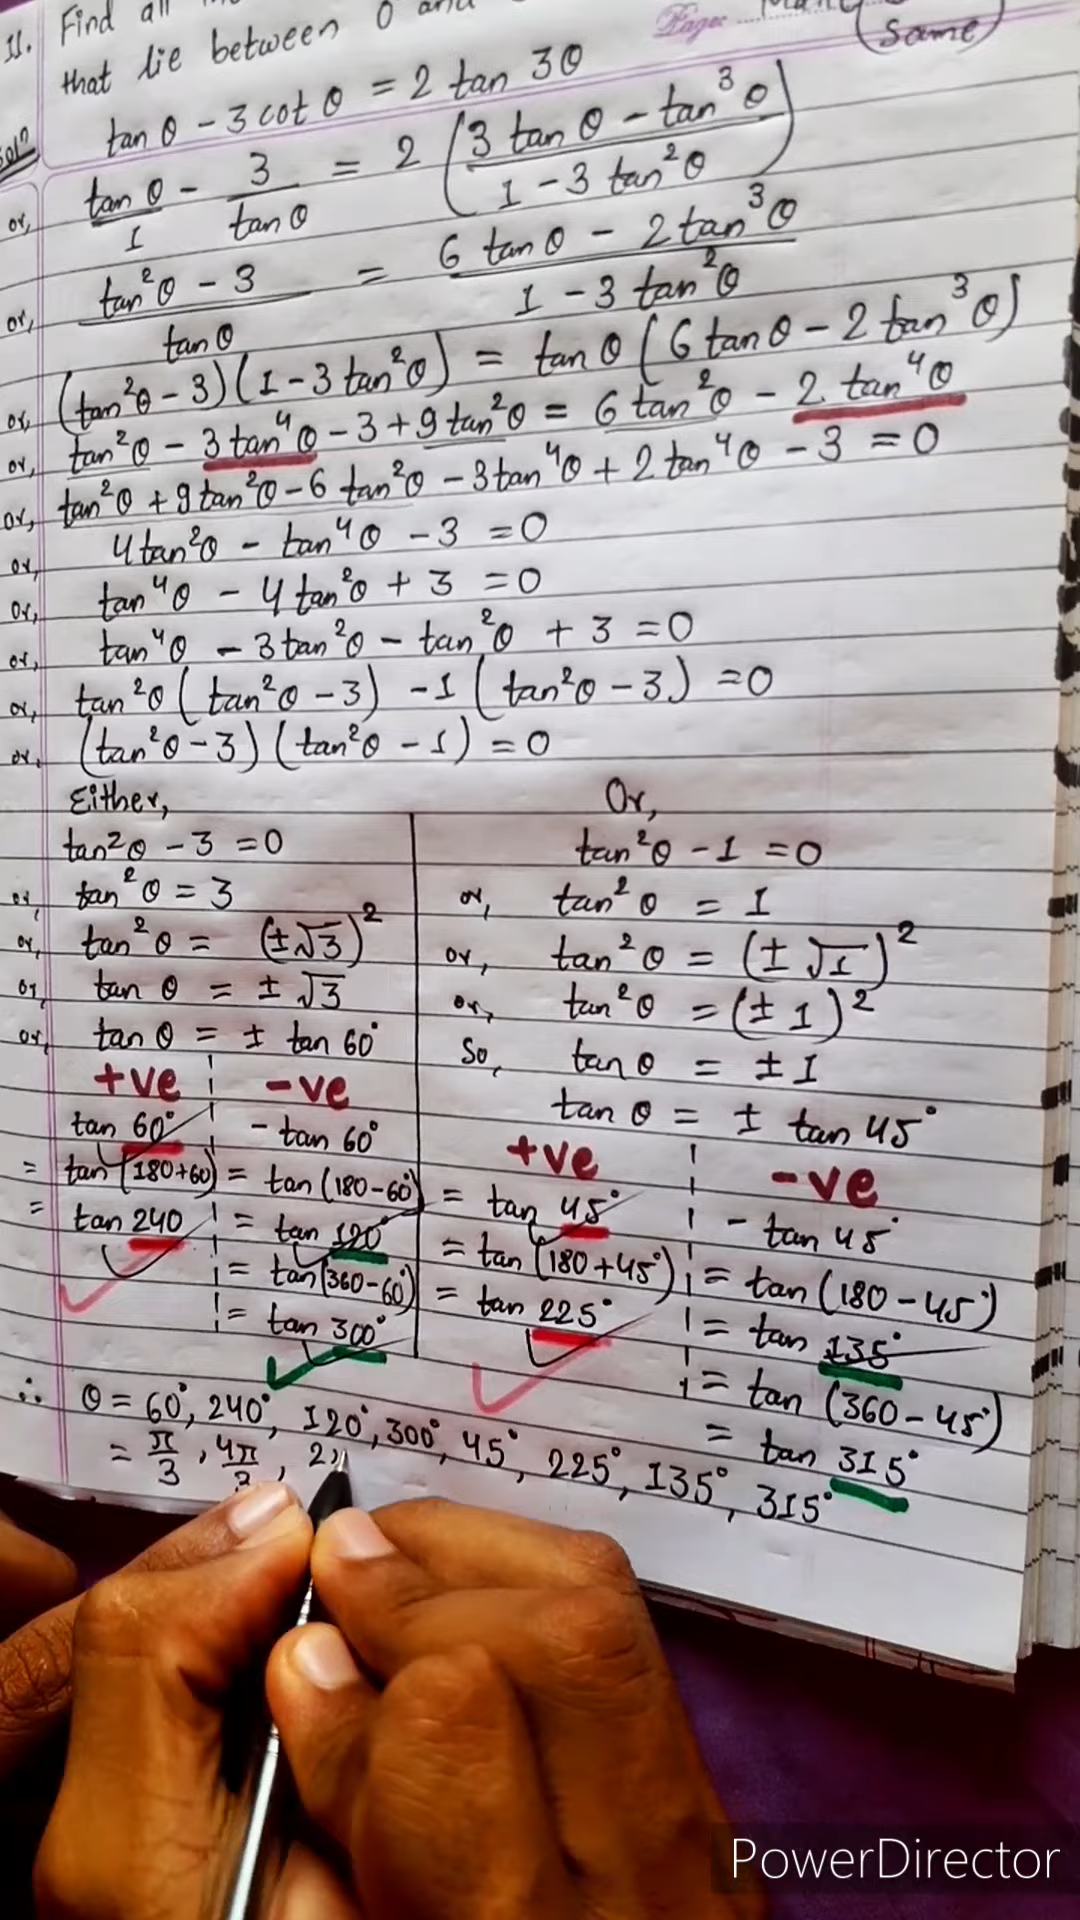 11. Find all
that lie between 0 and
Page:
(Same)
Solⁿ
tan θ - 3 cot θ = 2 tan 3θ
or, tan θ / 1 - 3 / tan θ = 2 (3 tan θ - tan³θ / 1 - 3 tan²θ)
or, tan²θ - 3 / tan θ = 6 tan θ - 2 tan³θ / 1 - 3 tan²θ
or, (tan²θ - 3)(1 - 3 tan²θ) = tan θ (6 tan θ - 2 tan³θ)
or, tan²θ - 3 tan⁴θ - 3 + 9 tan²θ = 6 tan²θ - 2 tan⁴θ
or, tan²θ + 9 tan²θ - 6 tan²θ - 3 tan⁴θ + 2 tan⁴θ - 3 = 0
or, 4 tan²θ - tan⁴θ - 3 = 0
or, tan⁴θ - 4 tan²θ + 3 = 0
or, tan⁴θ - 3 tan²θ - tan²θ + 3 = 0
or, tan²θ (tan²θ - 3) - 1 (tan²θ - 3) = 0
or, (tan²θ - 3) (tan²θ - 1) = 0
Either,
tan²θ - 3 = 0
or, tan²θ = 3
or, tan²θ = (±√3)²
or, tan θ = ±√3
or, tan θ = ± tan 60°
+ve
tan 60°
= tan (180+60)
= tan 240
-ve
- tan 60°
= tan (180 - 60°)
= tan 120°
= tan (360 - 60°)
= tan 300°
Or,
tan²θ - 1 = 0
or, tan²θ = 1
or, tan²θ = (±√1)²
or, tan²θ = (± 1)²
So, tan θ = ± 1
tan θ = ± tan 45°
+ve
= tan 45°
= tan (180 + 45°)
= tan 225°
-ve
- tan 45°
= tan (180 - 45°)
= tan 135°
= tan (360 - 45°)
= tan 315°
∴ θ = 60°, 240°, 120°, 300°, 45°, 225°, 135°, 315°
= π/3, 4π/3, 2
PowerDirector